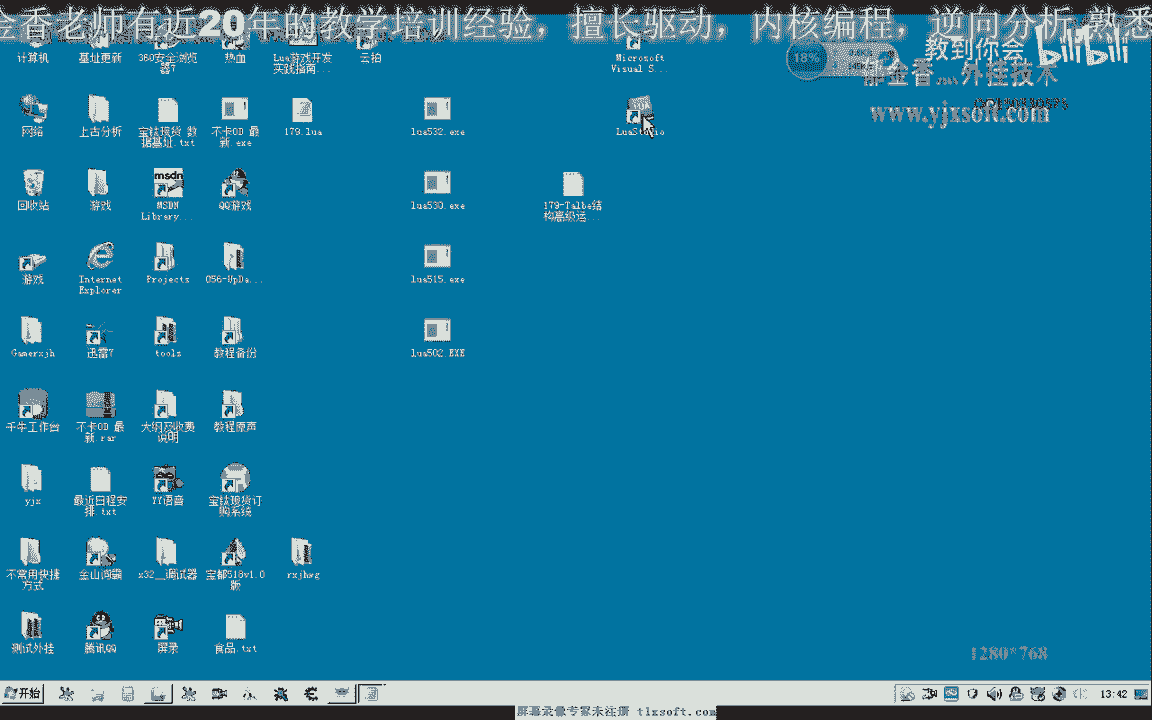 金香老师有近20年的教学培训经验，擅长驱动，内核编程，逆向分析,熟悉
计算机
基址更新
360安全浏览
器7
热血
Lua游戏开发
实践指南...
云拍
Microsoft
Visual S...
18%
教到你会
bilibili
郁金香
外挂技术
www.yjxsoft.com
网络
上古分析
宝钛现货 数
据基址.txt
不卡OD 最
新.exe
179.lua
lua532.exe
LuaStudio
回收站
游戏
MSDN
Library...
QQ游戏
lua530.exe
179-Talbe结
构高级运...
游戏
Internet
Explorer
Projects
056-UpDa...
lua515.exe
Gamerxjh
迅雷7
tools
教程备份
lua502.EXE
千牛工作台
不卡OD 最
新.rar
大纲及收费
说明
教程原声
yjx
最近日程安
排.txt
YY语音
宝钛现货订
购系统
不常用快捷
方式
金山词霸
x32__调试器
宝都518v1.0
版
rxjhwg
测试外挂
腾讯QQ
屏录
食品.txt
1280*768
开始
13:42
屏幕录像专家未注册 tlxsoft.com